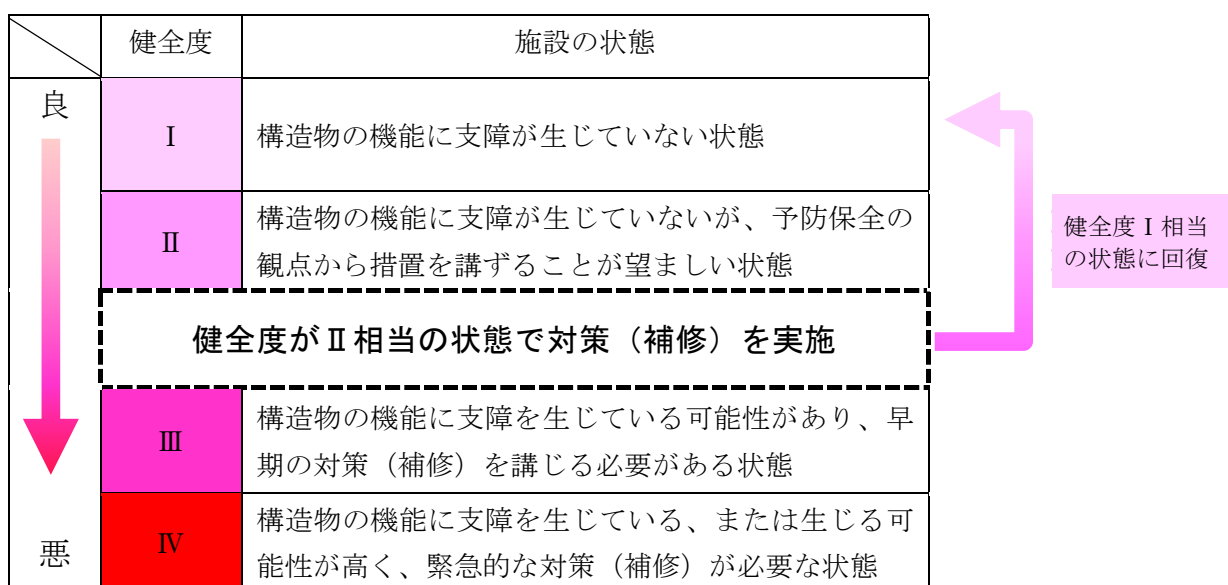 健全度 施設の状態
良
Ⅰ 構造物の機能に支障が生じていない状態
Ⅱ 構造物の機能に支障が生じていないが、予防保全の
観点から措置を講ずることが望ましい状態
健全度Ⅰ相当
の状態に回復
健全度がⅡ相当の状態で対策（補修）を実施
Ⅲ 構造物の機能に支障を生じている可能性があり、早
期の対策（補修）を講じる必要がある状態
悪
Ⅳ 構造物の機能に支障を生じている、または生じる可
能性が高く、緊急的な対策（補修）が必要な状態